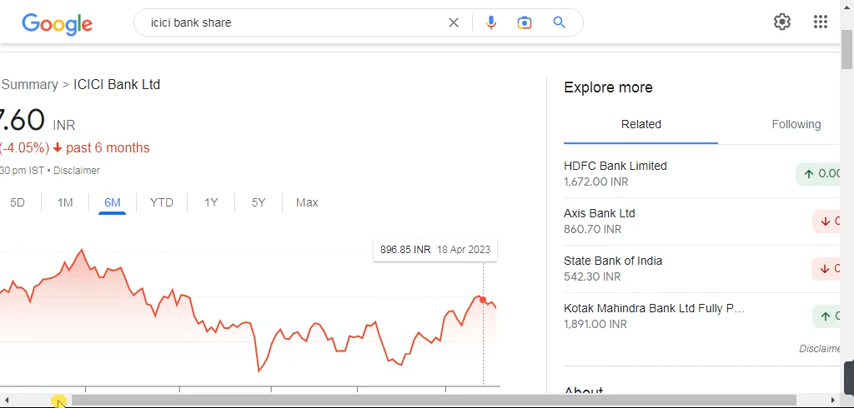 Google
icici bank share
Summary > ICICI Bank Ltd
7.60 INR
(-4.05%) past 6 months
30 pm IST • Disclaimer
5D 1M 6M YTD 1Y 5Y Max
896.85 INR 18 Apr 2023
Explore more
Related Following
HDFC Bank Limited
1,672.00 INR
0.00
Axis Bank Ltd
860.70 INR
State Bank of India
542.30 INR
Kotak Mahindra Bank Ltd Fully P…
1,891.00 INR
Disclaime
About